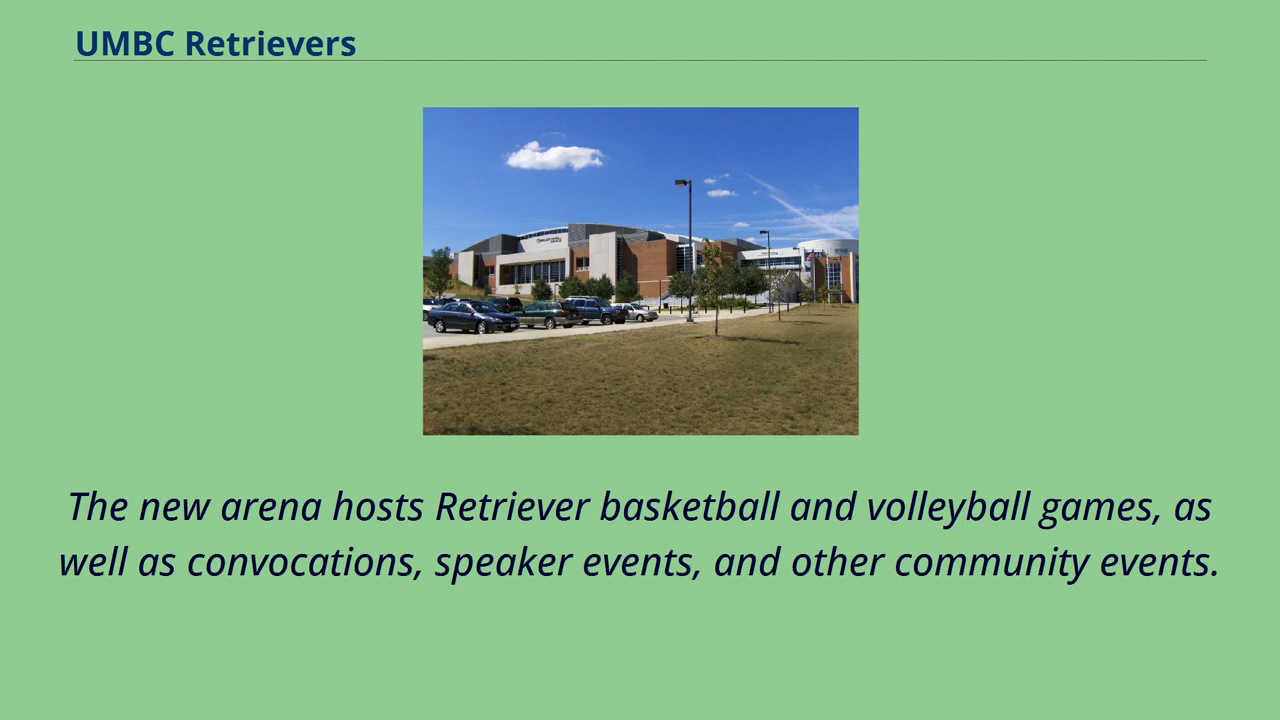 UMBC Retrievers
The new arena hosts Retriever basketball and volleyball games, as
well as convocations, speaker events, and other community events.